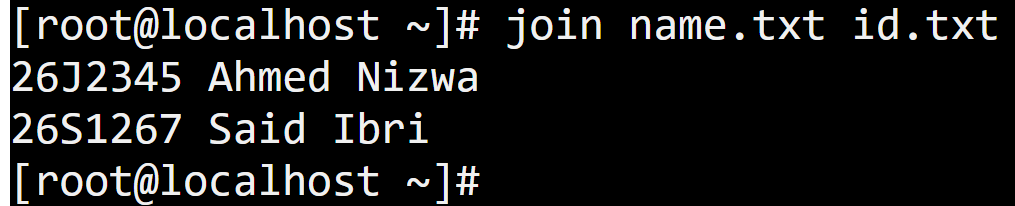 [root@localhost ~]# join name.txt id.txt
26J2345 Ahmed Nizwa
26S1267 Said Ibri
[root@localhost ~]#